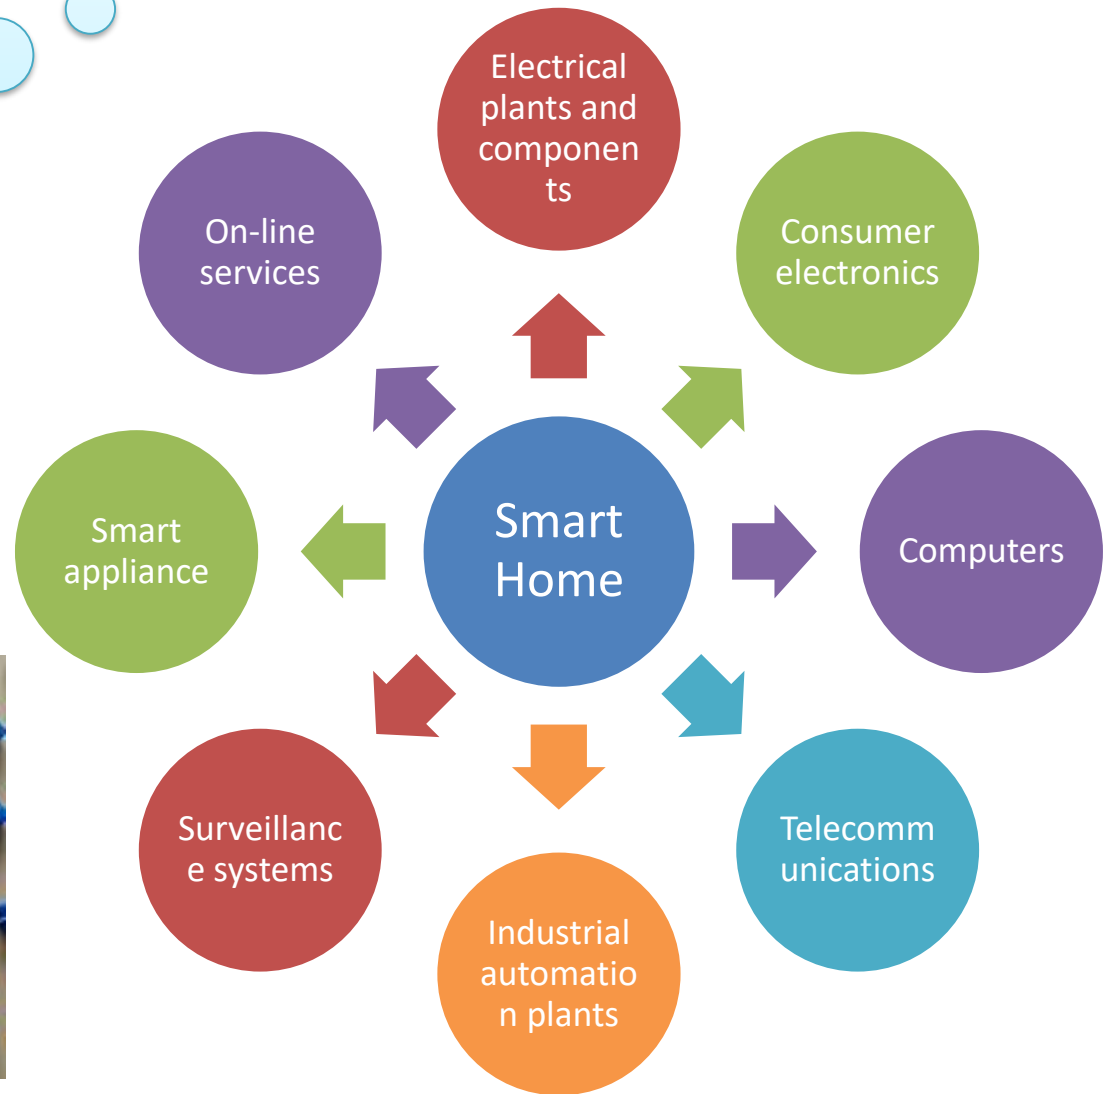 Electrical
plants and
componen
ts
Consumer
electronics
Computers
Telecomm
unications
Industrial
automatio
n plants
Surveillanc
e systems
Smart
appliance
On-line
services
Smart
Home